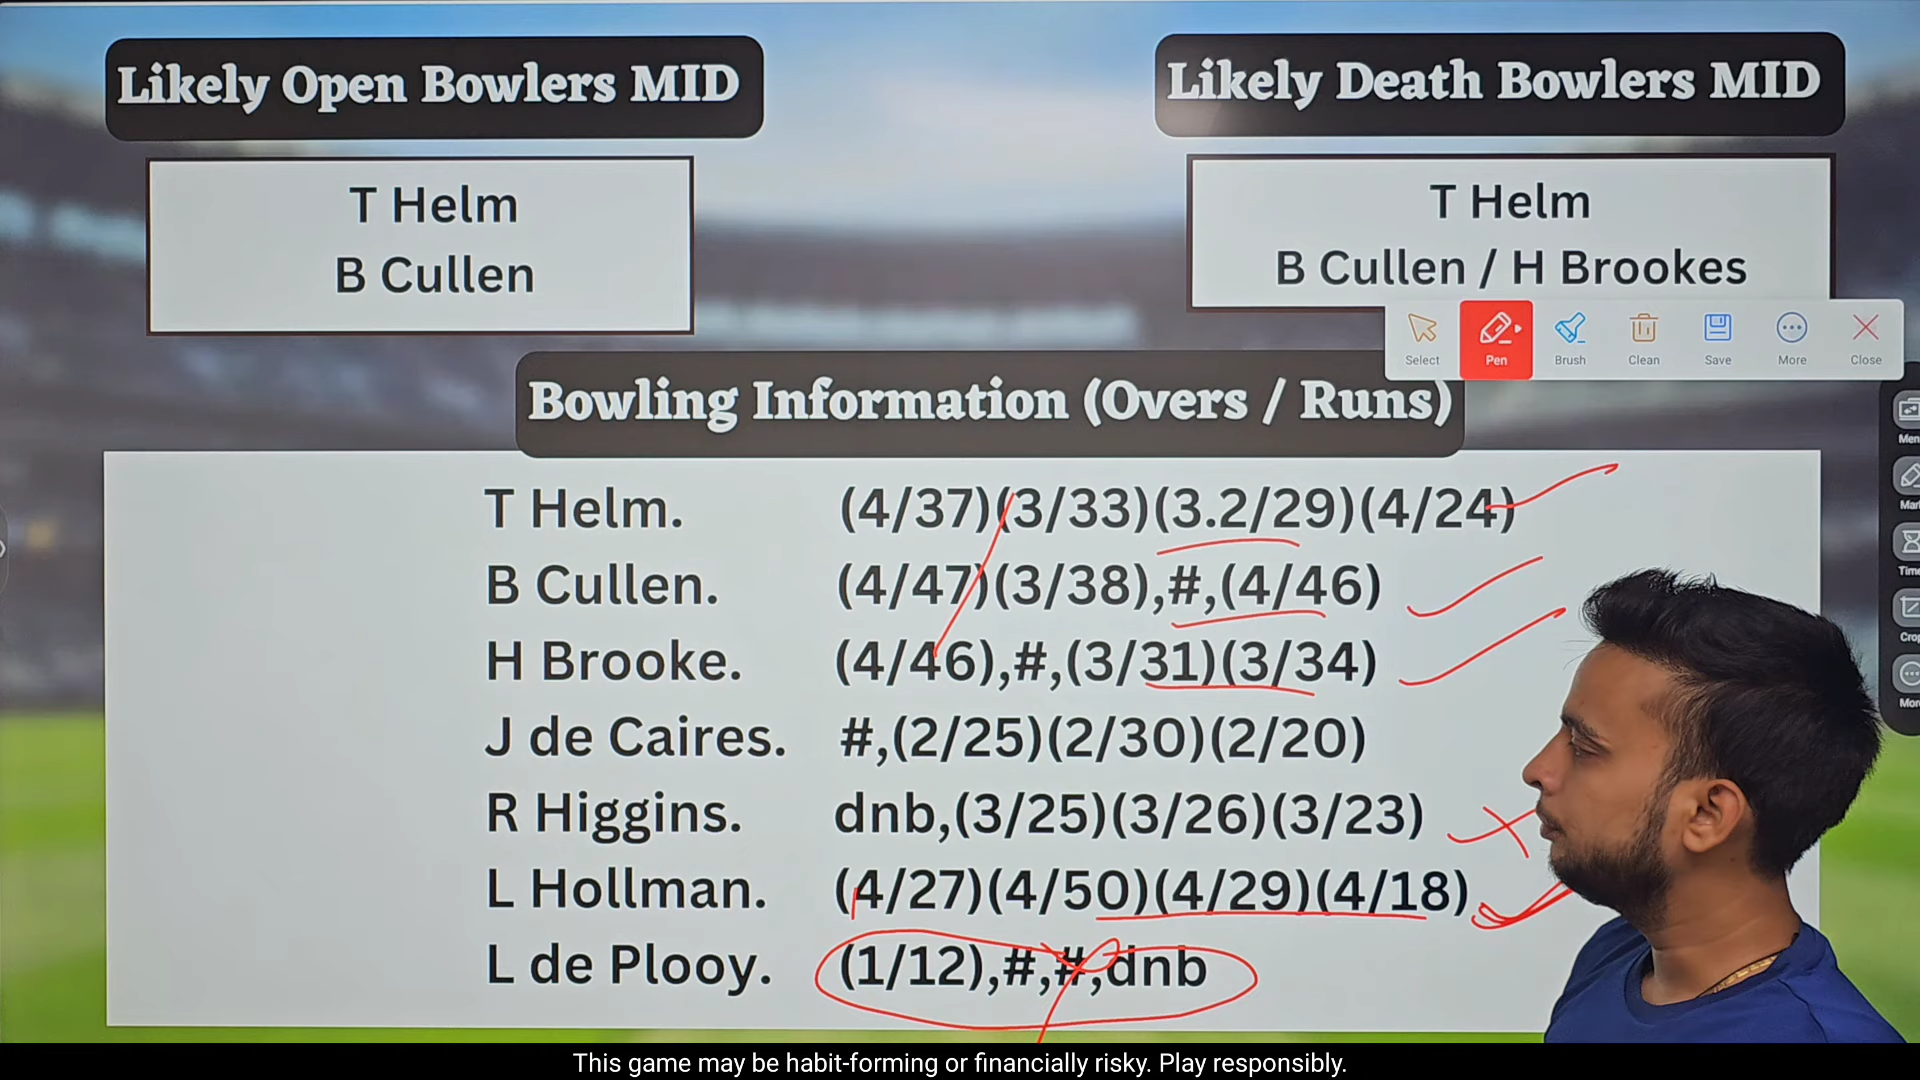 Likely Open Bowlers MID
Likely Death Bowlers MID
T Helm
B Cullen
T Helm
B Cullen / H Brookes
Select
Pen
Brush
Clean
Save
More
Close
Bowling Information (Overs / Runs)
T Helm. (4/37)(3/33)(3.2/29)(4/24)
B Cullen. (4/47)(3/38),#,(4/46)
H Brooke. (4/46),#,(3/31)(3/34)
J de Caires. #,(2/25)(2/30)(2/20)
R Higgins. dnb,(3/25)(3/26)(3/23)
L Hollman. (4/27)(4/50)(4/29)(4/18)
L de Plooy. (1/12),#,#,dnb
This game may be habit-forming or financially risky. Play responsibly.